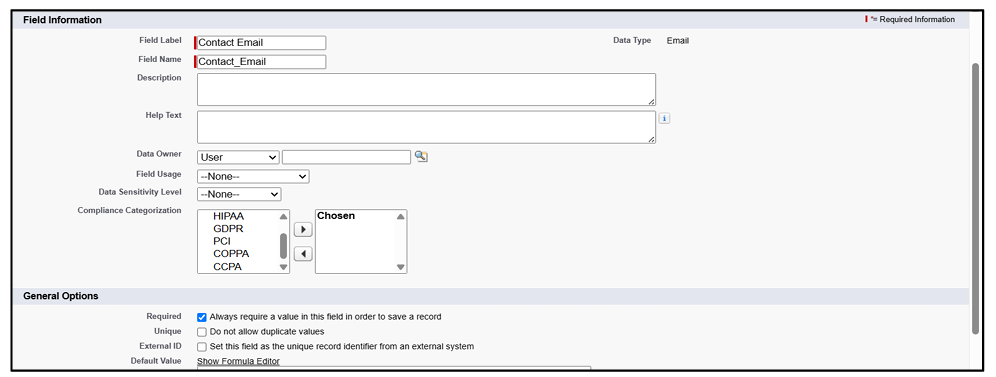 Field Information
*= Required Information
Field Label Contact Email Data Type Email
Field Name Contact_Email
Description
Help Text
i
Data Owner User
Field Usage --None--
Data Sensitivity Level --None--
Compliance Categorization
HIPAA
GDPR
PCI
COPPA
CCPA
Chosen
General Options
Required Always require a value in this field in order to save a record
Unique Do not allow duplicate values
External ID Set this field as the unique record identifier from an external system
Default Value Show Formula Editor